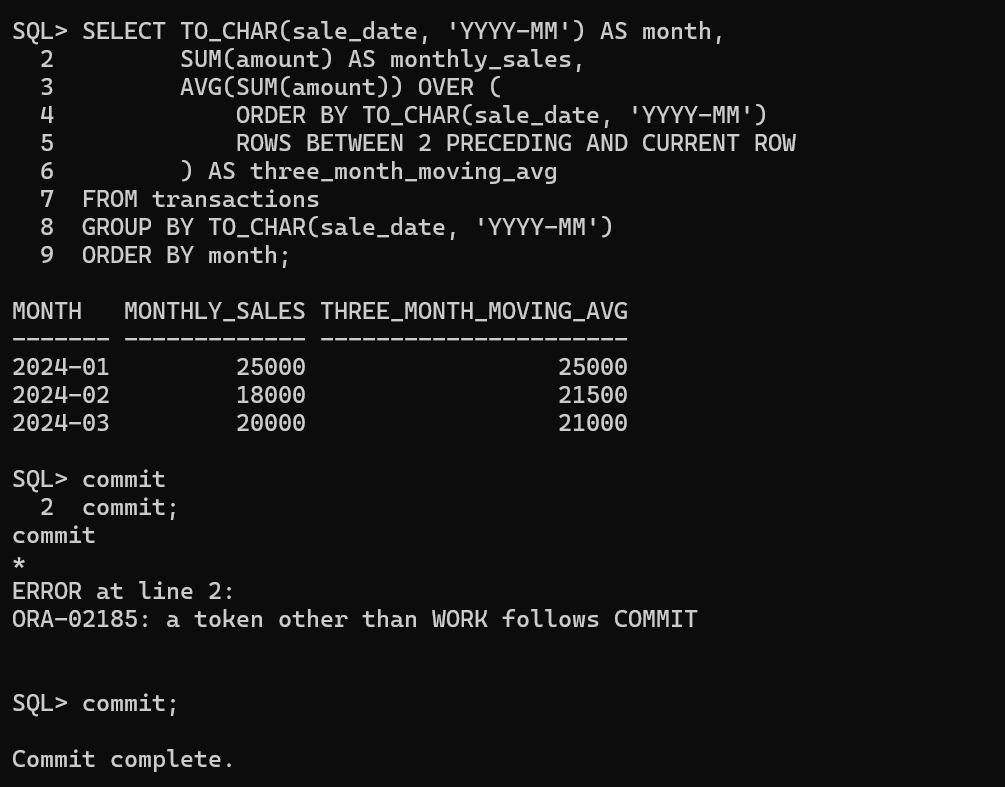 SQL> SELECT TO_CHAR(sale_date, 'YYYY-MM') AS month,
  2         SUM(amount) AS monthly_sales,
  3         AVG(SUM(amount)) OVER (
  4             ORDER BY TO_CHAR(sale_date, 'YYYY-MM')
  5             ROWS BETWEEN 2 PRECEDING AND CURRENT ROW
  6         ) AS three_month_moving_avg
  7  FROM transactions
  8  GROUP BY TO_CHAR(sale_date, 'YYYY-MM')
  9  ORDER BY month;

MONTH   MONTHLY_SALES THREE_MONTH_MOVING_AVG
------- ------------- ----------------------
2024-01         25000                  25000
2024-02         18000                  21500
2024-03         20000                  21000

SQL> commit
  2  commit;
commit
*
ERROR at line 2:
ORA-02185: a token other than WORK follows COMMIT


SQL> commit;

Commit complete.